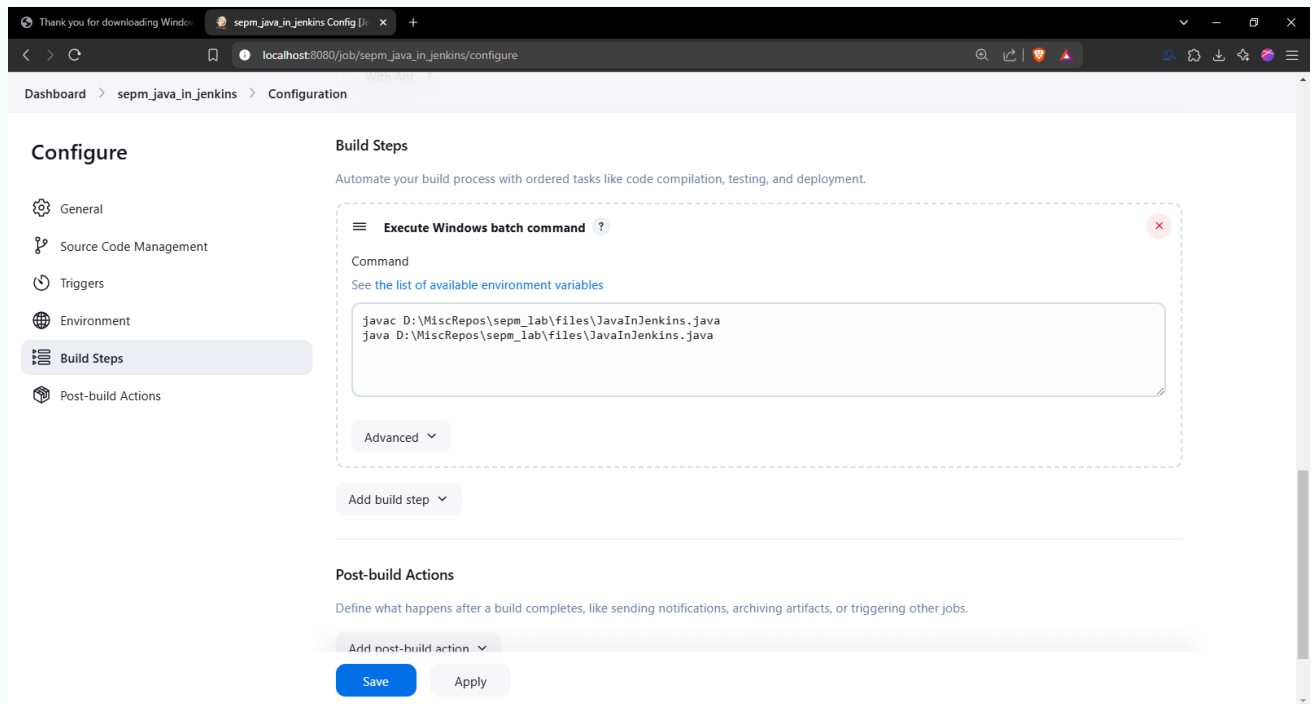 Thank you for downloading Window
sepm_java_in_jenkins Config [Je
localhost:8080/job/sepm_java_in_jenkins/configure
With Ant ?
Dashboard > sepm_java_in_jenkins > Configuration
Configure
General
Source Code Management
Triggers
Environment
Build Steps
Post-build Actions
Build Steps
Automate your build process with ordered tasks like code compilation, testing, and deployment.
Execute Windows batch command ?
Command
See the list of available environment variables
javac D:\MiscRepos\sepm_lab\files\JavaInJenkins.java
java D:\MiscRepos\sepm_lab\files\JavaInJenkins.java
Advanced
Add build step
Post-build Actions
Define what happens after a build completes, like sending notifications, archiving artifacts, or triggering other jobs.
Add post-build action
Save
Apply